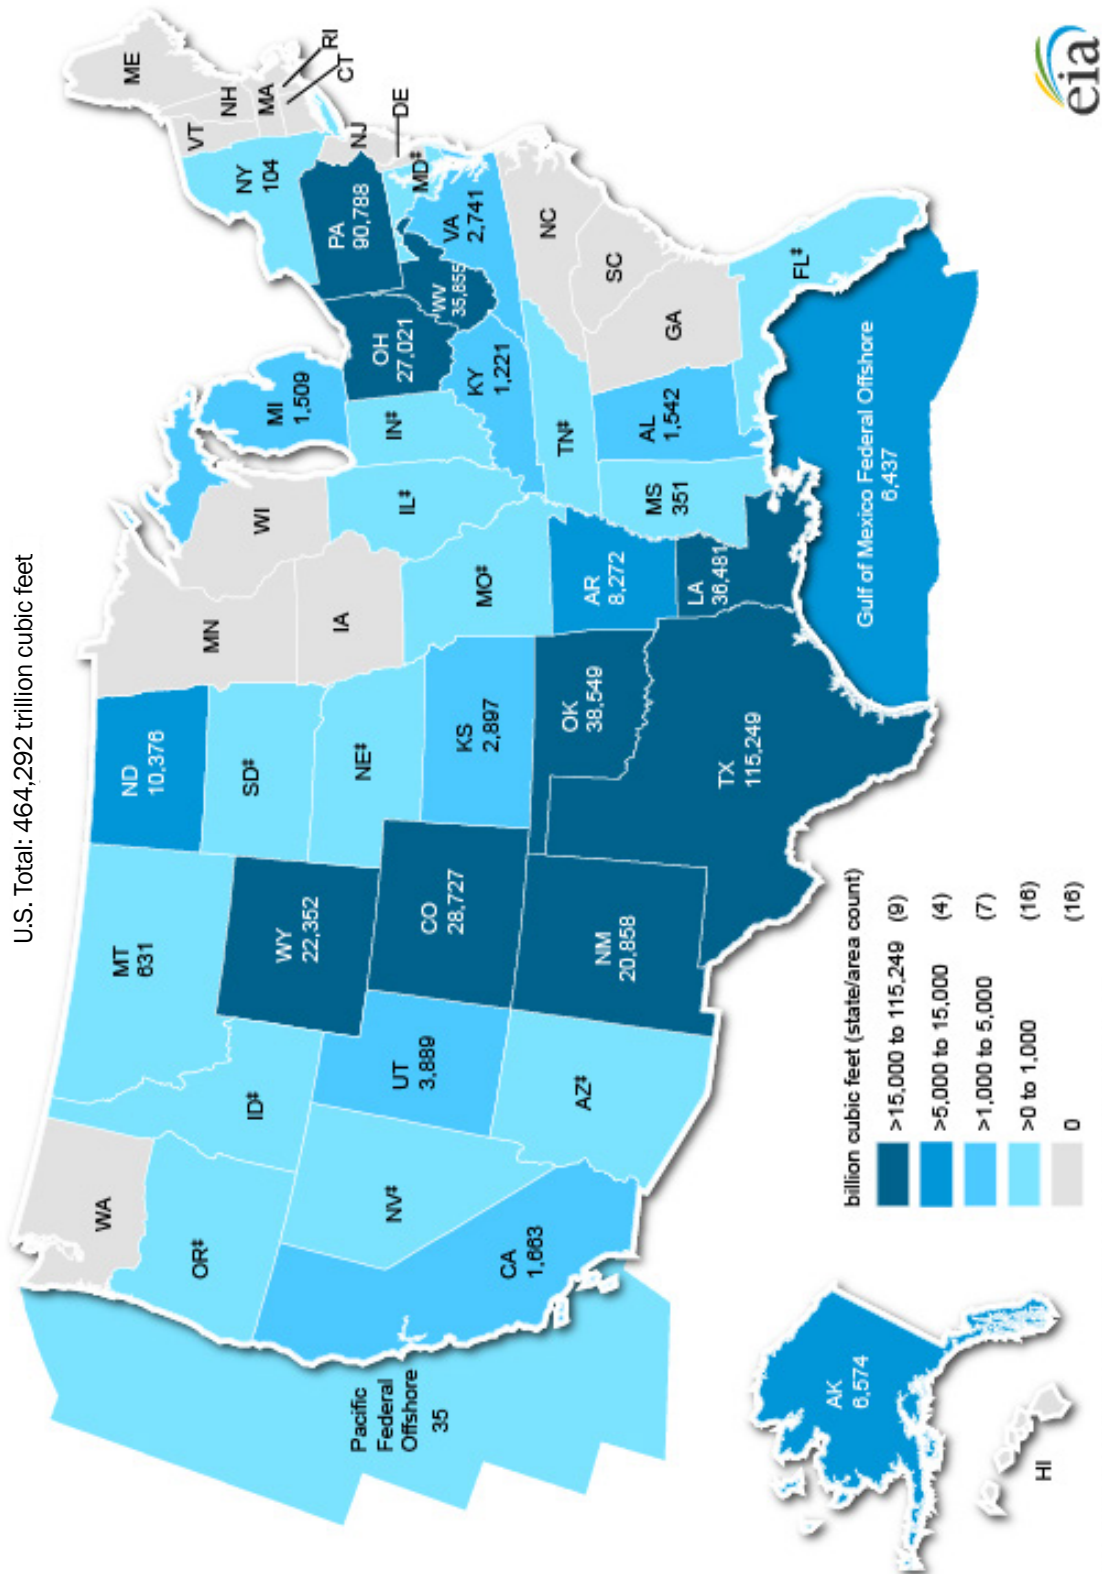 U.S. Total: 464,292 trillion cubic feet
WA
OR‡
Pacific
Federal
Offshore
35
CA
1,663
NV‡
ID‡
MT
631
WY
22,352
UT
3,889
AZ‡
CO
28,727
NM
20,858
ND
10,376
SD‡
NE‡
KS
2,897
OK
38,549
TX
115,249
MN
IA
MO‡
AR
8,272
LA
36,481
WI
IL‡
MI
1,509
IN‡
OH
27,021
KY
1,221
TN‡
MS
351
AL
1,542
GA
FL‡
SC
NC
VA
2,741
WV
35,855
PA
90,788
NY
104
VT
NH
ME
MA
RI
CT
NJ
DE
MD‡
Gulf of Mexico Federal Offshore
6,437
AK
6,574
HI
billion cubic feet (state/area count)
>15,000 to 115,249 (9)
>5,000 to 15,000 (4)
>1,000 to 5,000 (7)
>0 to 1,000 (16)
0 (16)
eia